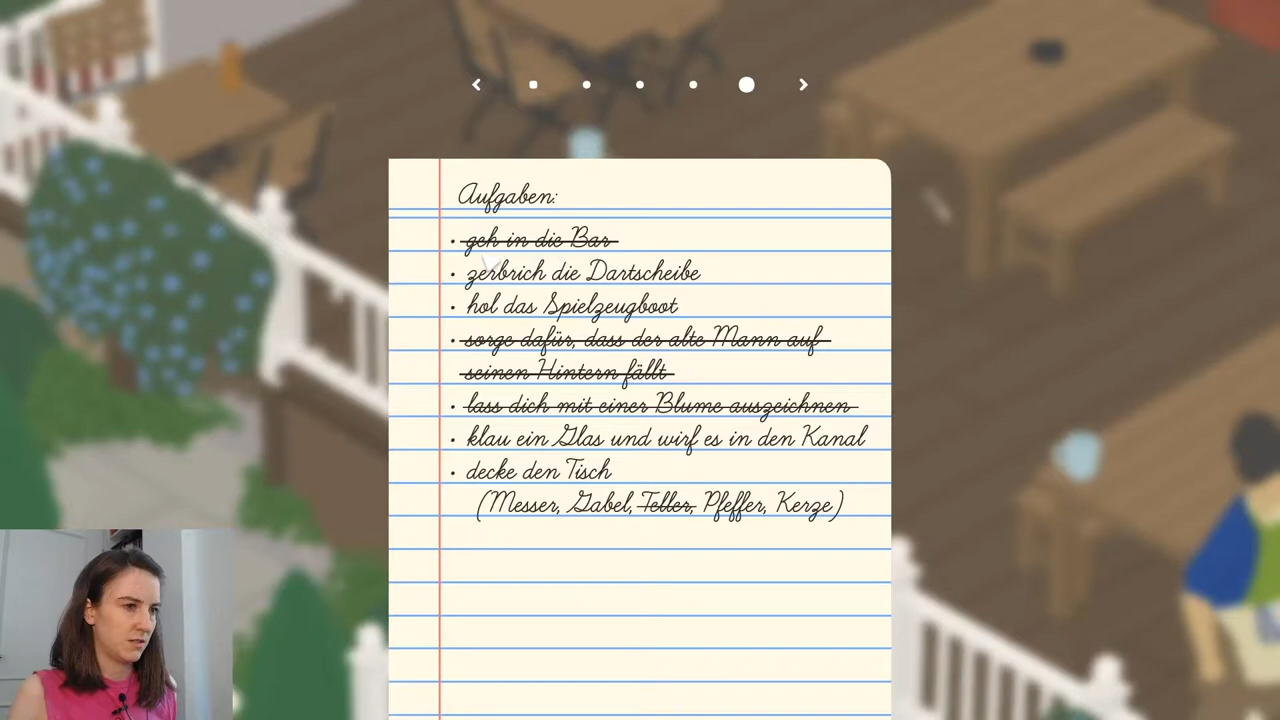 Aufgaben:
• geh in die Bar
• zerbrich die Dartscheibe
• hol das Spielzeugboot
• sorge dafür, dass der alte Mann auf
seinen Hintern fällt
• lass dich mit einer Blume auszeichnen
• klau ein Glas und wirf es in den Kanal
• decke den Tisch
(Messer, Gabel, Teller, Pfeffer, Kerze)